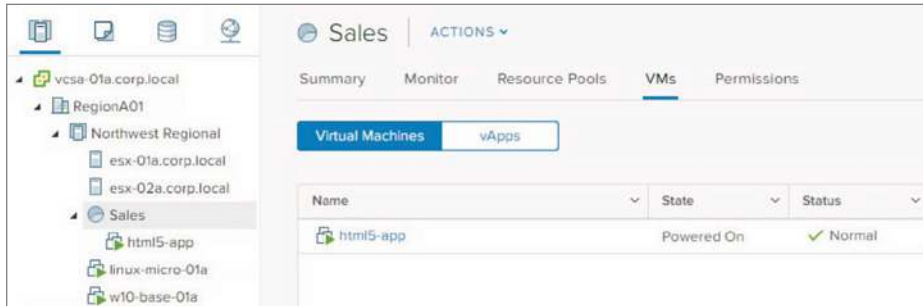 Sales ACTIONS
vcsa-01a.corp.local
RegionA01
Northwest Regional
esx-01a.corp.local
esx-02a.corp.local
Sales
html5-app
linux-micro-01a
w10-base-01a
Summary Monitor Resource Pools VMs Permissions
Virtual Machines vApps
Name State Status
html5-app Powered On Normal